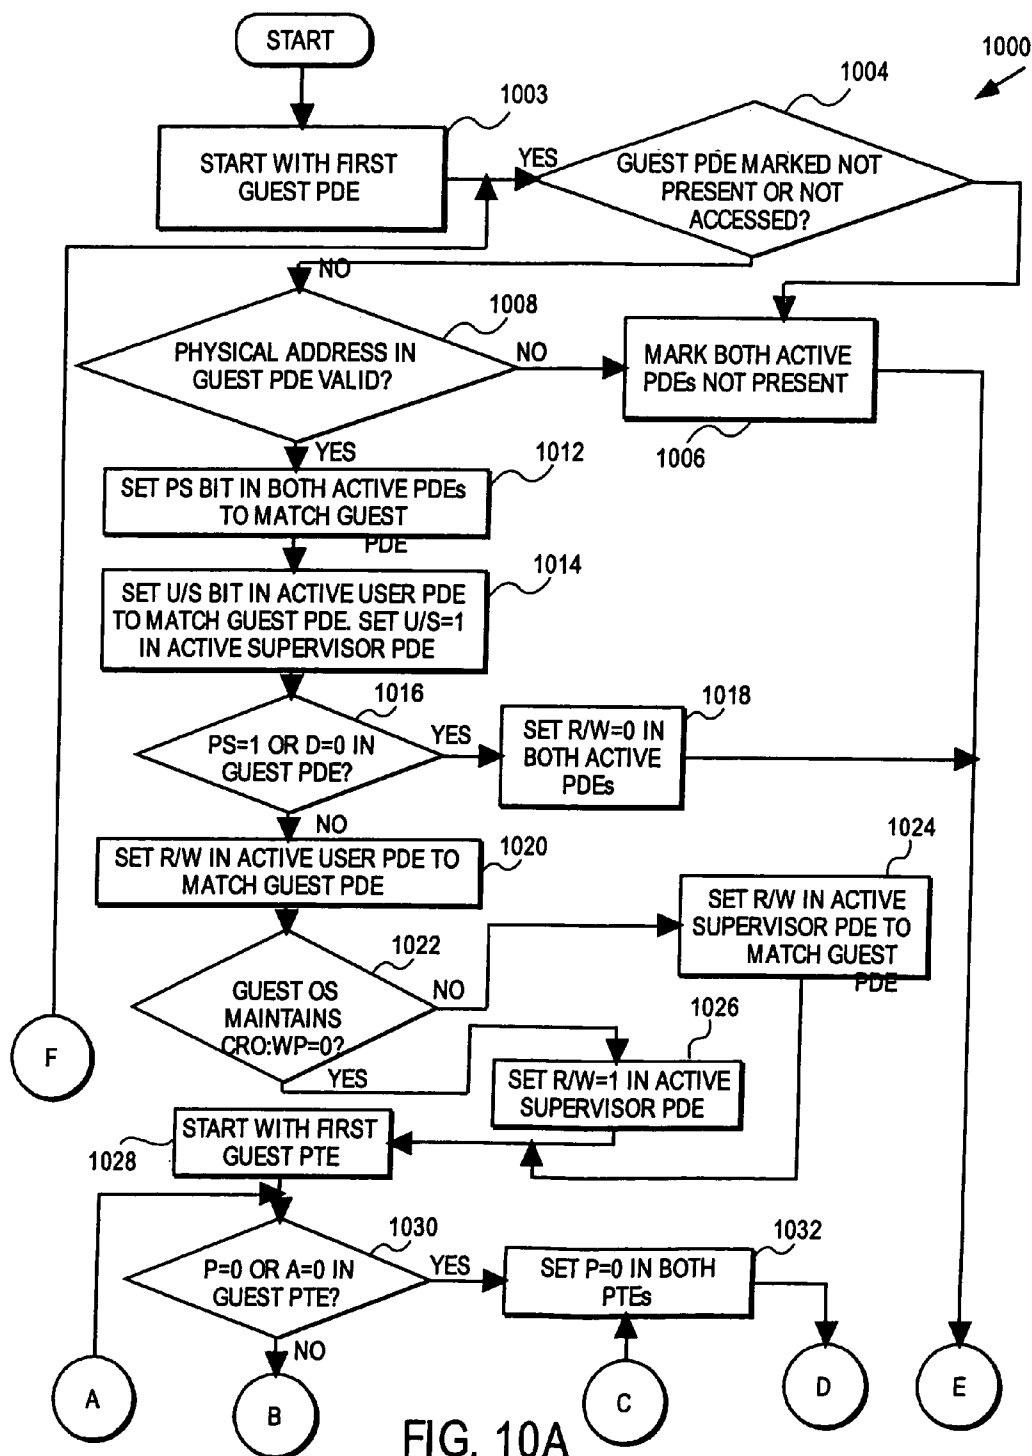 START
1000
1003
START WITH FIRST
GUEST PDE
1004
YES
GUEST PDE MARKED NOT
PRESENT OR NOT
ACCESSED?
NO
1008
PHYSICAL ADDRESS IN
GUEST PDE VALID?
NO
MARK BOTH ACTIVE
PDEs NOT PRESENT
1006
YES
1012
SET PS BIT IN BOTH ACTIVE PDEs
TO MATCH GUEST
PDE
1014
SET U/S BIT IN ACTIVE USER PDE
TO MATCH GUEST PDE. SET U/S=1
IN ACTIVE SUPERVISOR PDE
1016
PS=1 OR D=0 IN
GUEST PDE?
YES
1018
SET R/W=0 IN
BOTH ACTIVE
PDEs
NO
1020
SET R/W IN ACTIVE USER PDE TO
MATCH GUEST PDE
1024
SET R/W IN ACTIVE
SUPERVISOR PDE TO
MATCH GUEST
PDE
1022
GUEST OS
MAINTAINS
CRO:WP=0?
NO
YES
1026
SET R/W=1 IN ACTIVE
SUPERVISOR PDE
F
START WITH FIRST
GUEST PTE
1028
1030
P=0 OR A=0 IN
GUEST PTE?
YES
1032
SET P=0 IN BOTH
PTEs
NO
A
B
C
D
E
FIG. 10A